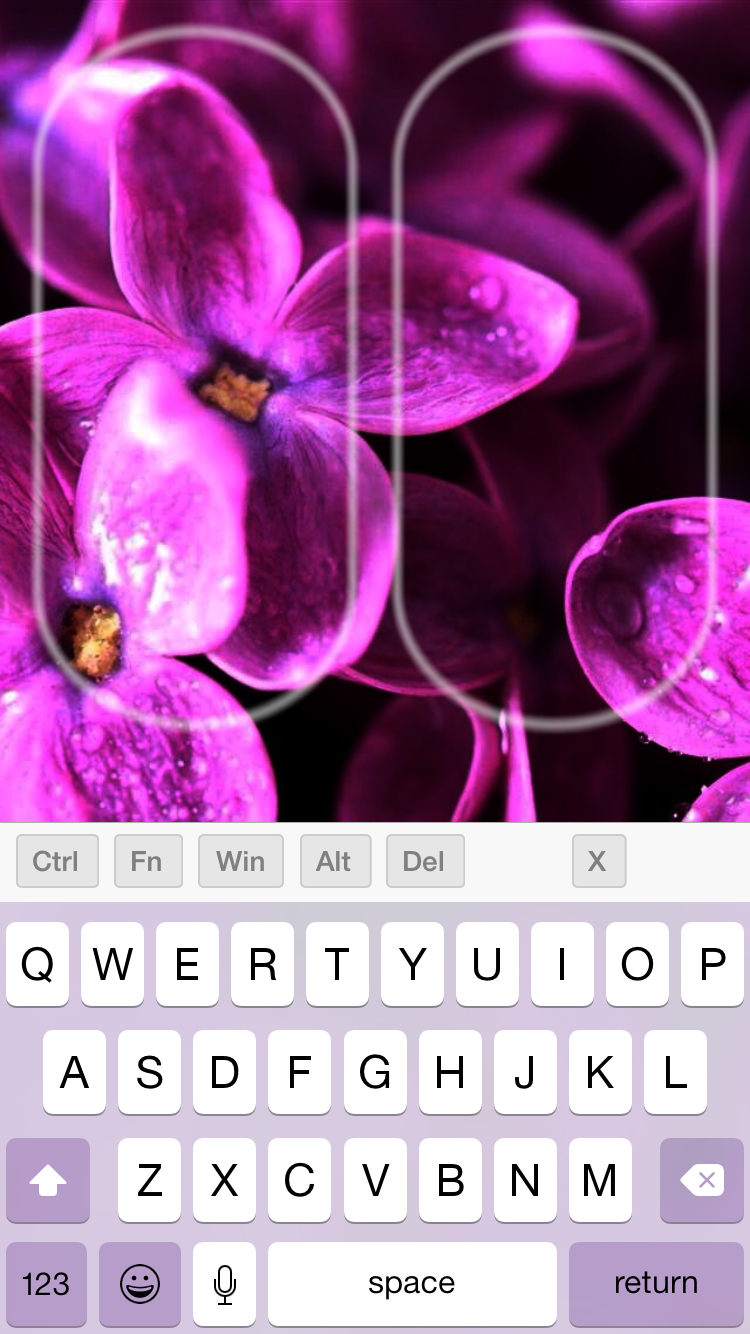 Ctrl Fn Win Alt Del X
Q W E R T Y U I O P
A S D F G H J K L
Z X C V B N M
123 space return